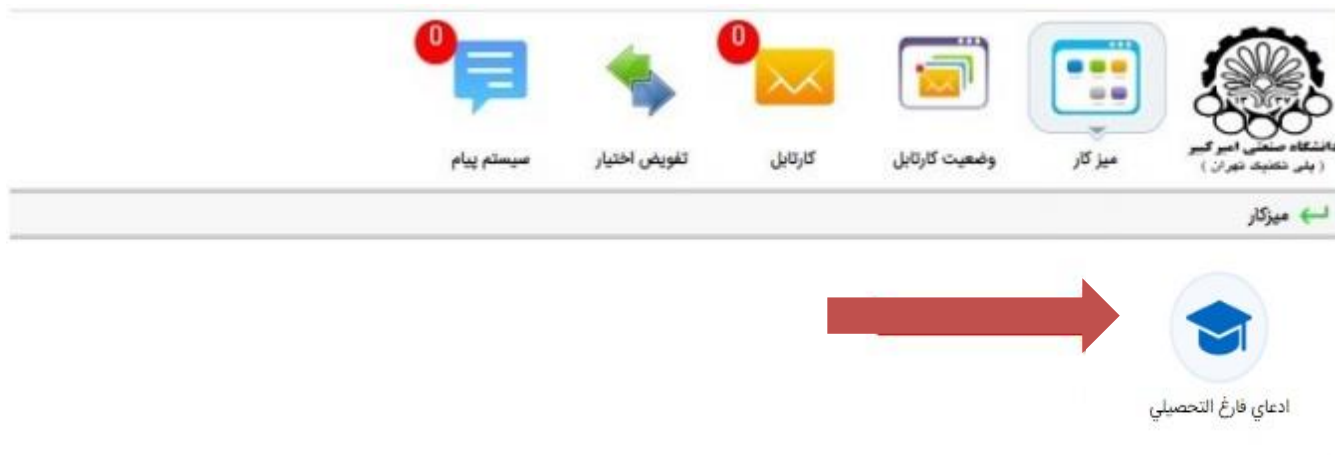 دانشگاه صنعتی امیرکبیر
( پلی تکنیک تهران )
میز کار
وضعیت کارتابل
0
کارتابل
تفویض اختیار
0
سیستم پیام
میزکار
ادعاي فارغ التحصيلي